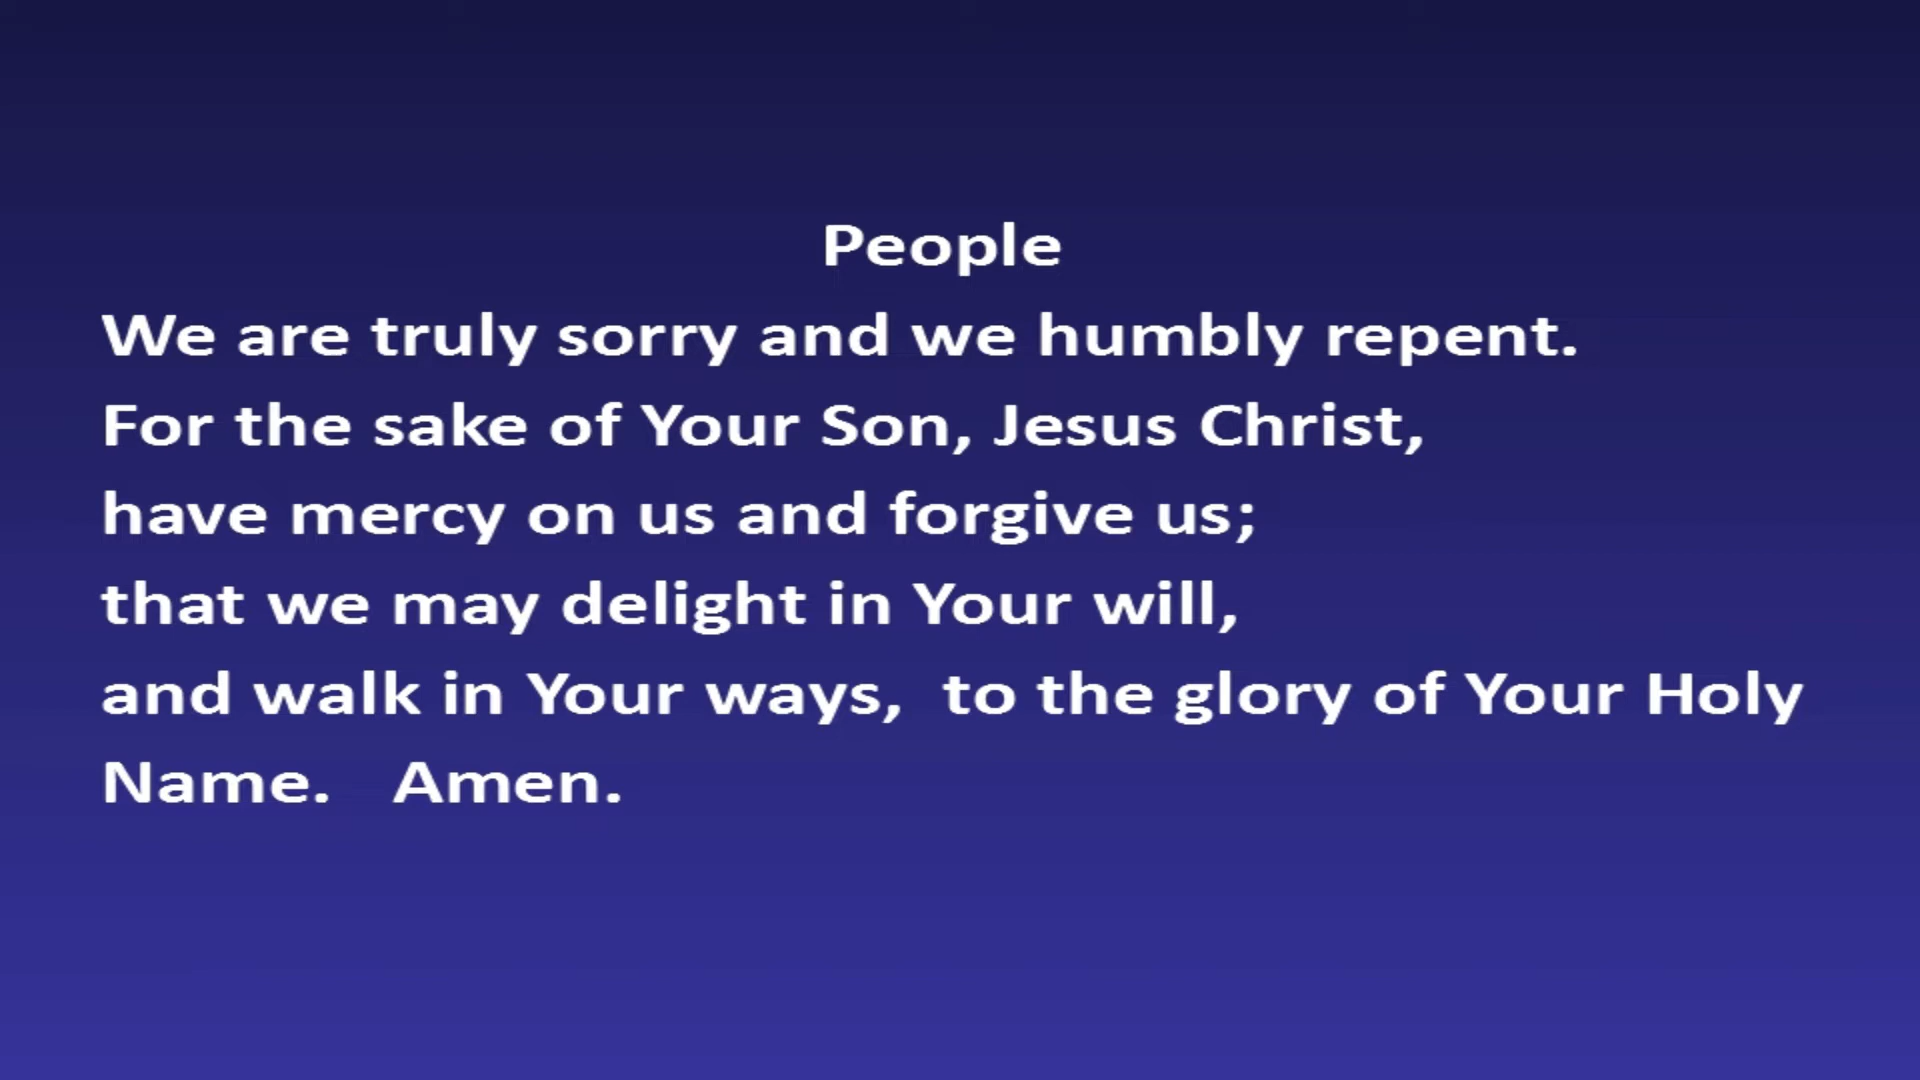 People
We are truly sorry and we humbly repent.
For the sake of Your Son, Jesus Christ,
have mercy on us and forgive us;
that we may delight in Your will,
and walk in Your ways,  to the glory of Your Holy
Name.   Amen.